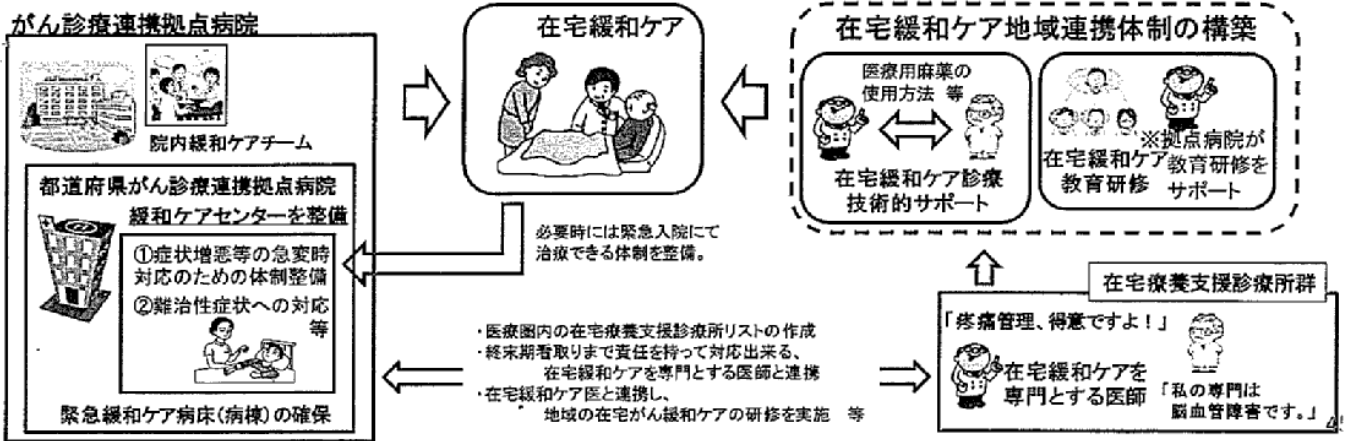 がん診療連携拠点病院
院内緩和ケアチーム
都道府県がん診療連携拠点病院
緩和ケアセンターを整備
①症状増悪等の急変時
対応のための体制整備
②難治性症状への対応
等
緊急緩和ケア病床(病棟)の確保
在宅緩和ケア
必要時には緊急入院にて
治療できる体制を整備。
在宅緩和ケア地域連携体制の構築
医療用麻薬の
使用方法 等
在宅緩和ケア診療
技術的サポート
在宅緩和ケア
教育研修
※拠点病院が
教育研修を
サポート
・医療圏内の在宅療養支援診療所リストの作成
・終末期看取りまで責任を持って対応出来る、
在宅緩和ケアを専門とする医師と連携
・在宅緩和ケア医と連携し、
地域の在宅がん緩和ケアの研修を実施 等
在宅療養支援診療所群
「疼痛管理、得意ですよ！」
在宅緩和ケアを
専門とする医師
「私の専門は
脳血管障害です。」